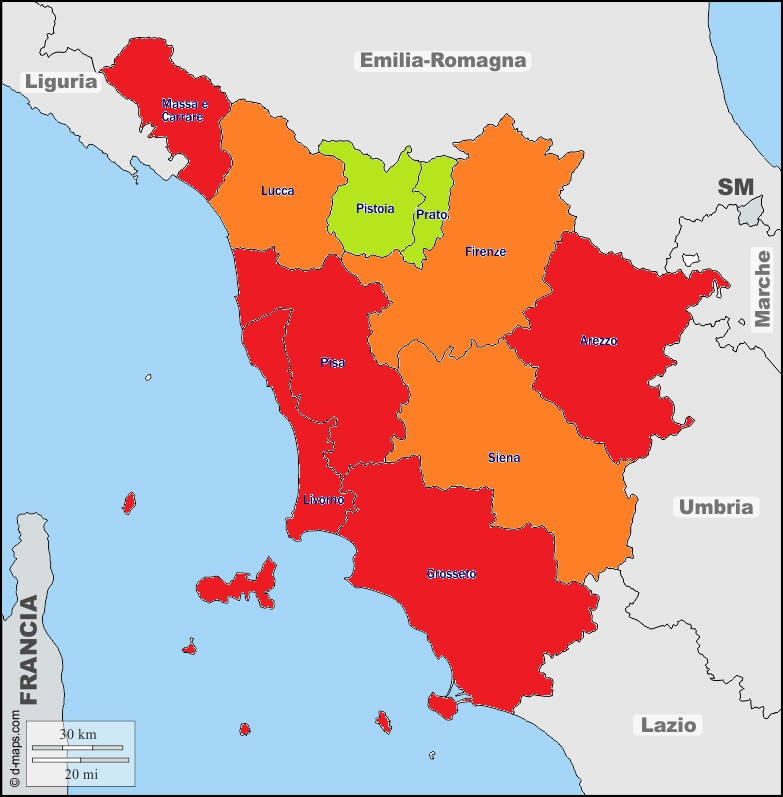 Emilia-Romagna
Liguria
Massa e
Carrare
SM
Lucca
Pistoia
Prato
Firenze
Marche
Arezzo
Pisa
Siena
Livorno
Umbria
Grosseto
FRANCIA
Lazio
30 km
20 mi
© d-maps.com